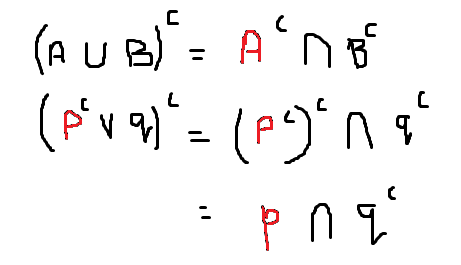 (A ∪ B)^c = A^c ∩ B^c
(p^c ∨ q)^c = (p^c)^c ∩ q^c
= p ∩ q^c